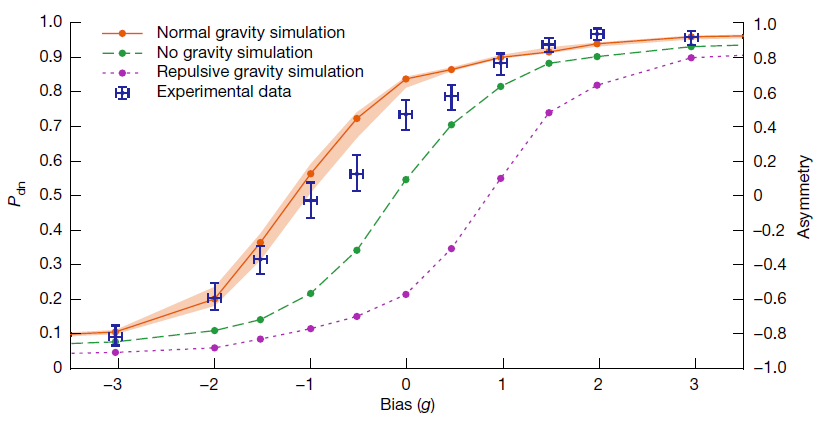 Normal gravity simulation
No gravity simulation
Repulsive gravity simulation
Experimental data
P_dn
1.0
0.9
0.8
0.7
0.6
0.5
0.4
0.3
0.2
0.1
0
1.0
0.8
0.6
0.4
0.2
0
−0.2
−0.4
−0.6
−0.8
−1.0
Asymmetry
−3 −2 −1 0 1 2 3
Bias (g)